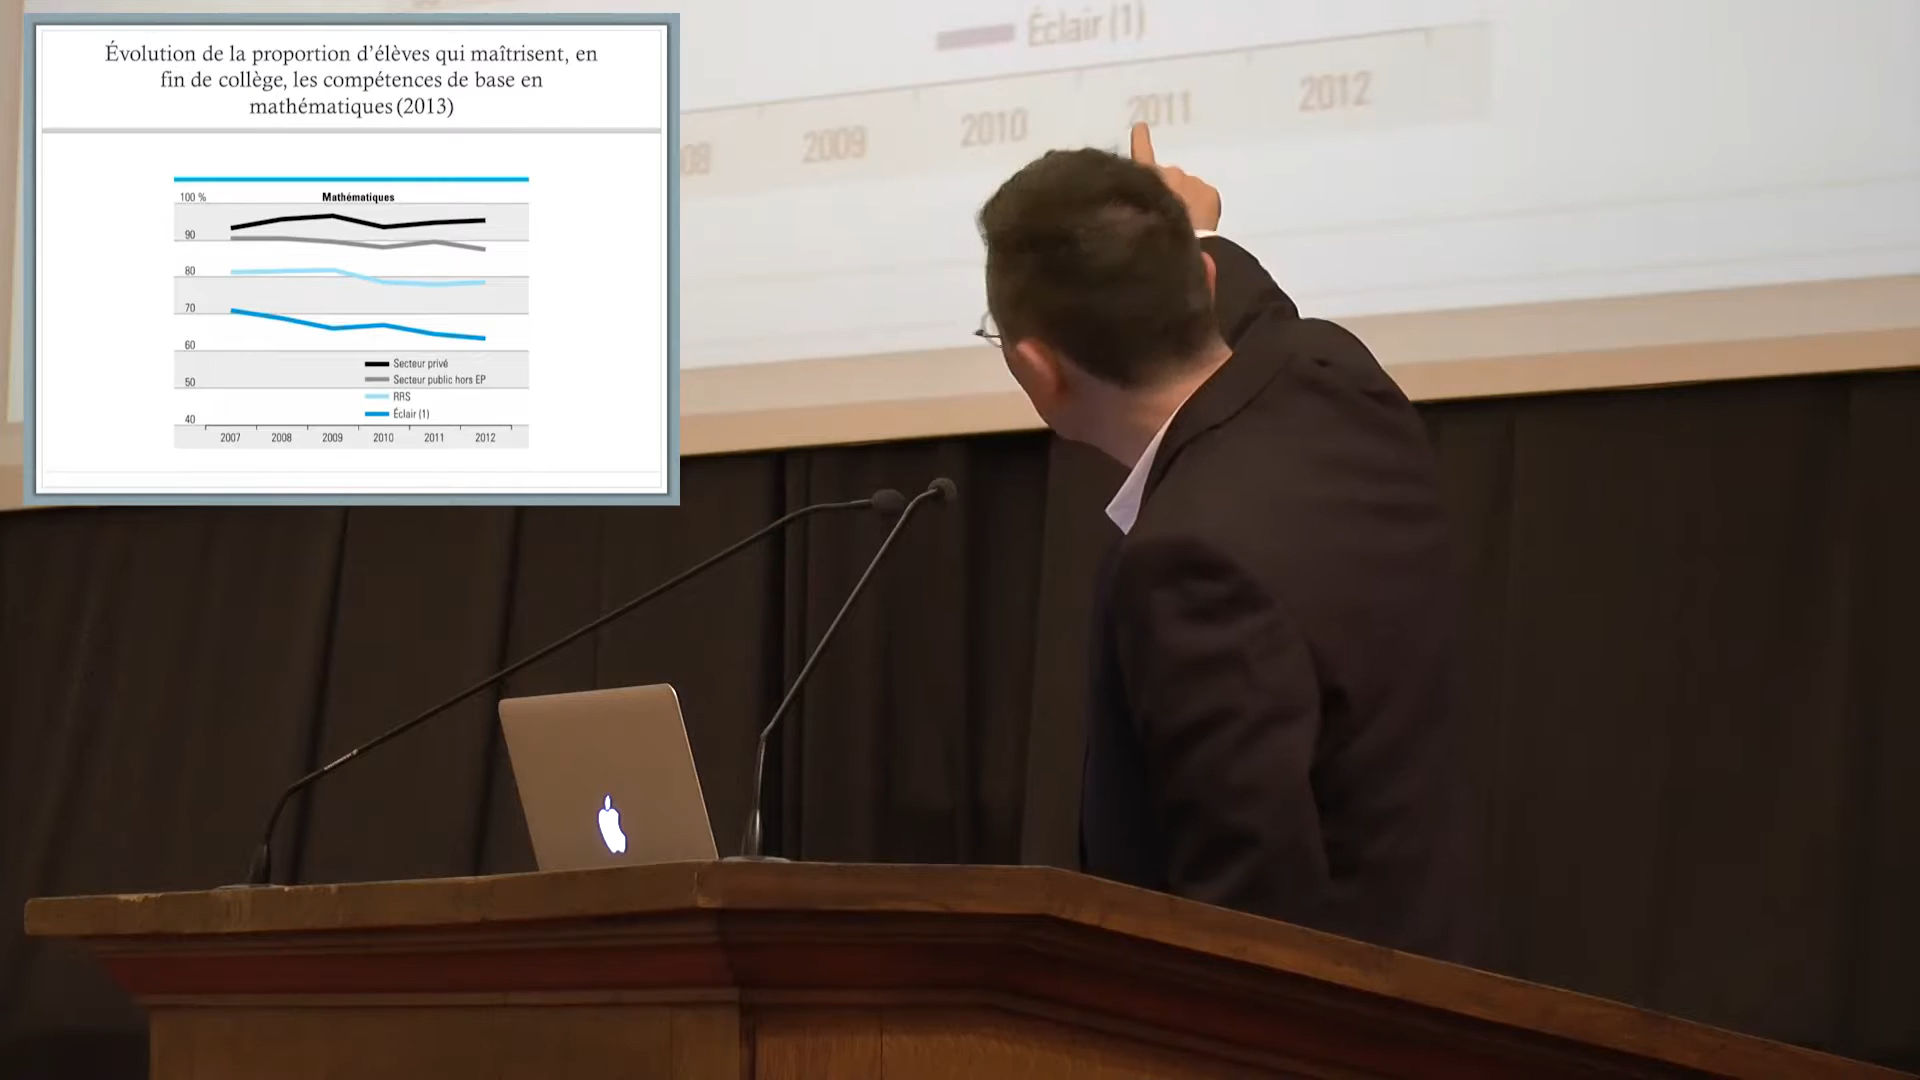 Évolution de la proportion d'élèves qui maîtrisent, en
fin de collège, les compétences de base en
mathématiques (2013)
100 %
Mathématiques
90
80
70
60
50
40
Secteur privé
Secteur public hors EP
RRS
Éclair (1)
2007 2008 2009 2010 2011 2012
Éclair (1)
08 2009 2010 2011 2012